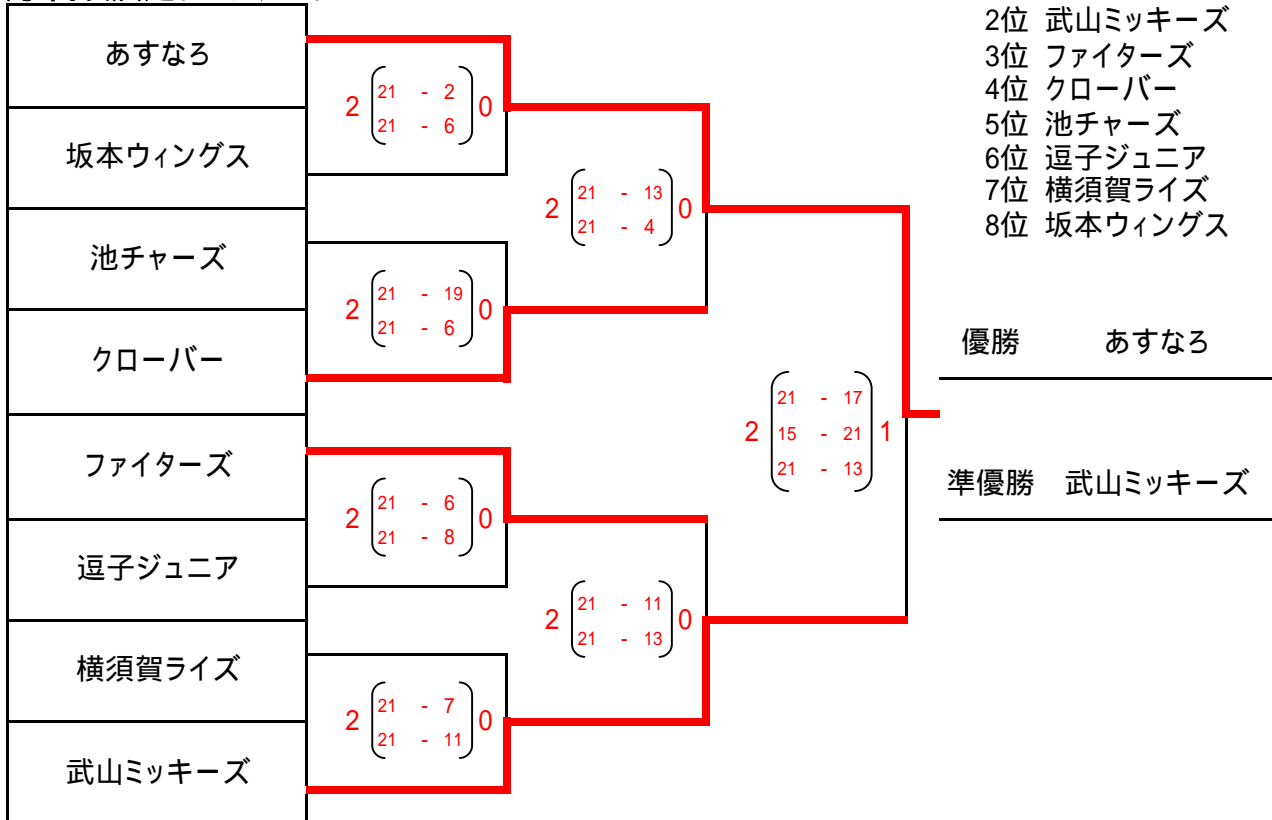 あすなろ
坂本ウィングス
池チャーズ
クローバー
ファイターズ
逗子ジュニア
横須賀ライズ
武山ミッキーズ
2 21 - 2 0
21 - 6
2 21 - 19 0
21 - 6
2 21 - 6 0
21 - 8
2 21 - 7 0
21 - 11
2 21 - 13 0
21 - 4
2 21 - 11 0
21 - 13
21 - 17
2 15 - 21 1
21 - 13
2位 武山ミッキーズ
3位 ファイターズ
4位 クローバー
5位 池チャーズ
6位 逗子ジュニア
7位 横須賀ライズ
8位 坂本ウィングス
優勝 あすなろ
準優勝 武山ミッキーズ